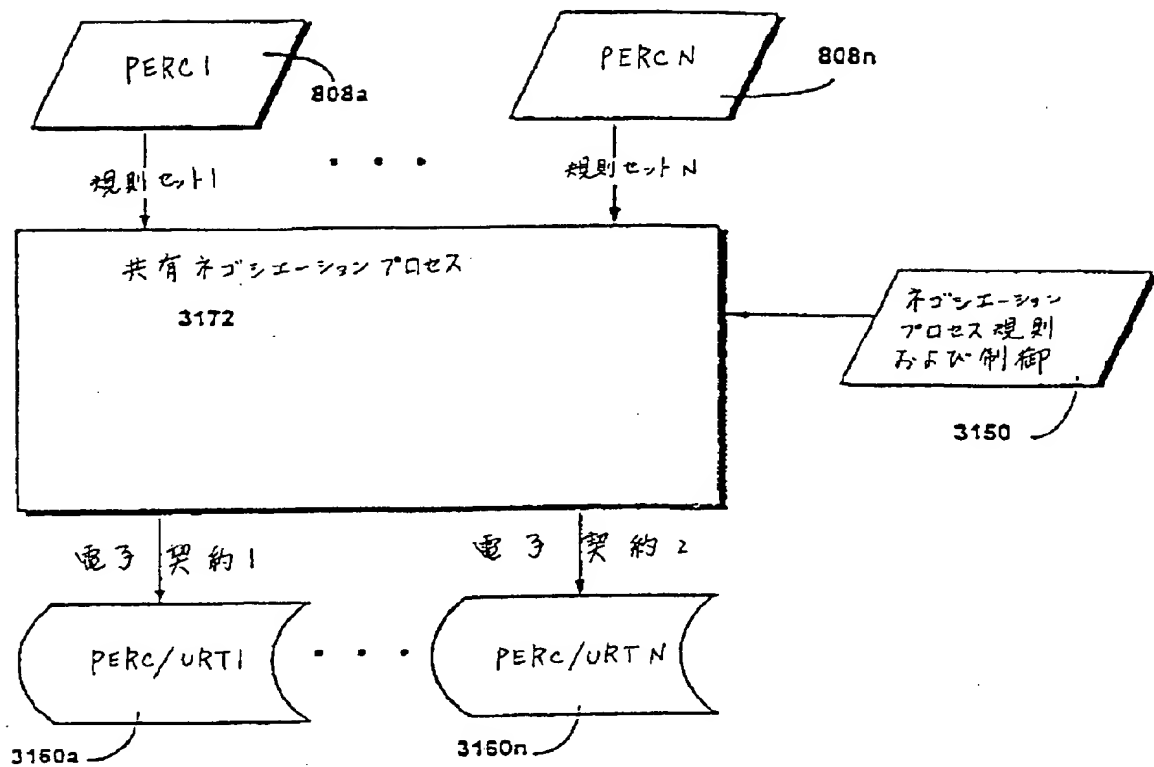 PERC 1
808a
PERC N
808n
規則セット1
規則セットN
共有ネゴシエーションプロセス
3172
ネゴシエーション
プロセス規則
および制御
3150
電子契約1
電子契約2
PERC/URT1
PERC/URT N
3160a
3160n